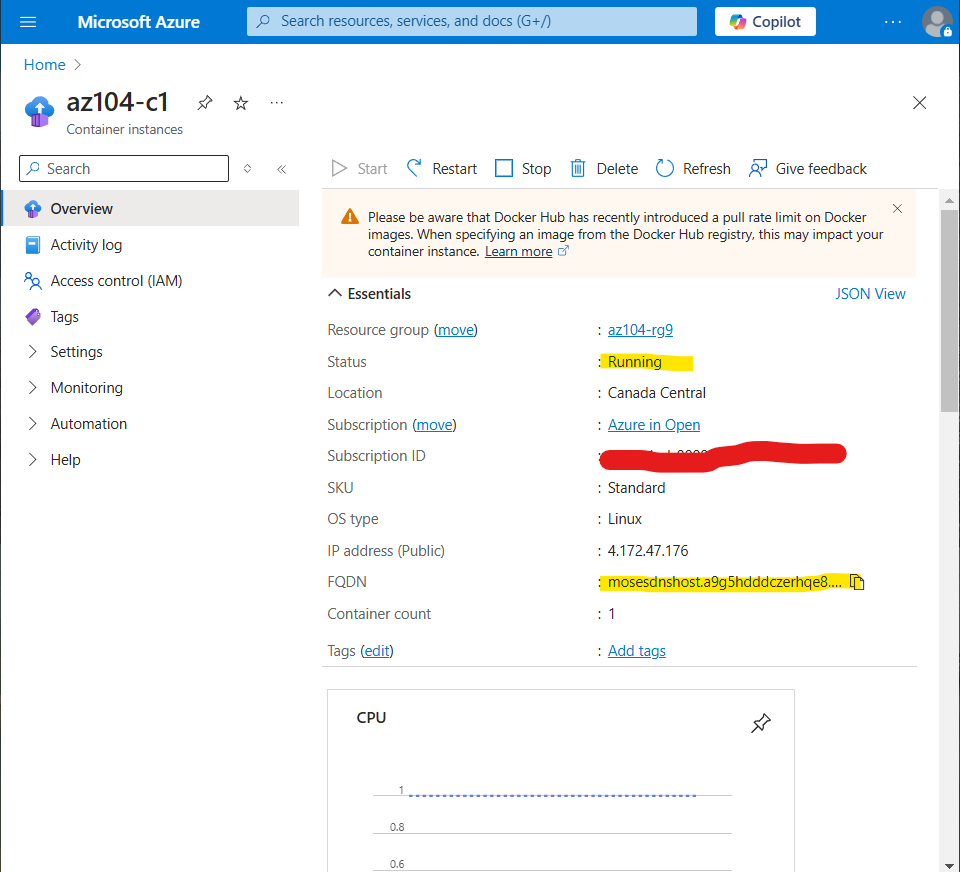 Microsoft Azure
Search resources, services, and docs (G+/)
Copilot
...
Home
az104-c1
...
Container instances
Search
Start
Restart
Stop
Delete
Refresh
Give feedback
Overview
Activity log
Access control (IAM)
Tags
Settings
Monitoring
Automation
Help
Please be aware that Docker Hub has recently introduced a pull rate limit on Docker
images. When specifying an image from the Docker Hub registry, this may impact your
container instance. Learn more
Essentials
JSON View
Resource group (move) : az104-rg9
Status : Running
Location : Canada Central
Subscription (move) : Azure in Open
Subscription ID :
SKU : Standard
OS type : Linux
IP address (Public) : 4.172.47.176
FQDN : mosesdnshost.a9g5hdddczerhqe8....
Container count : 1
Tags (edit) : Add tags
CPU
1
0.8
0.6